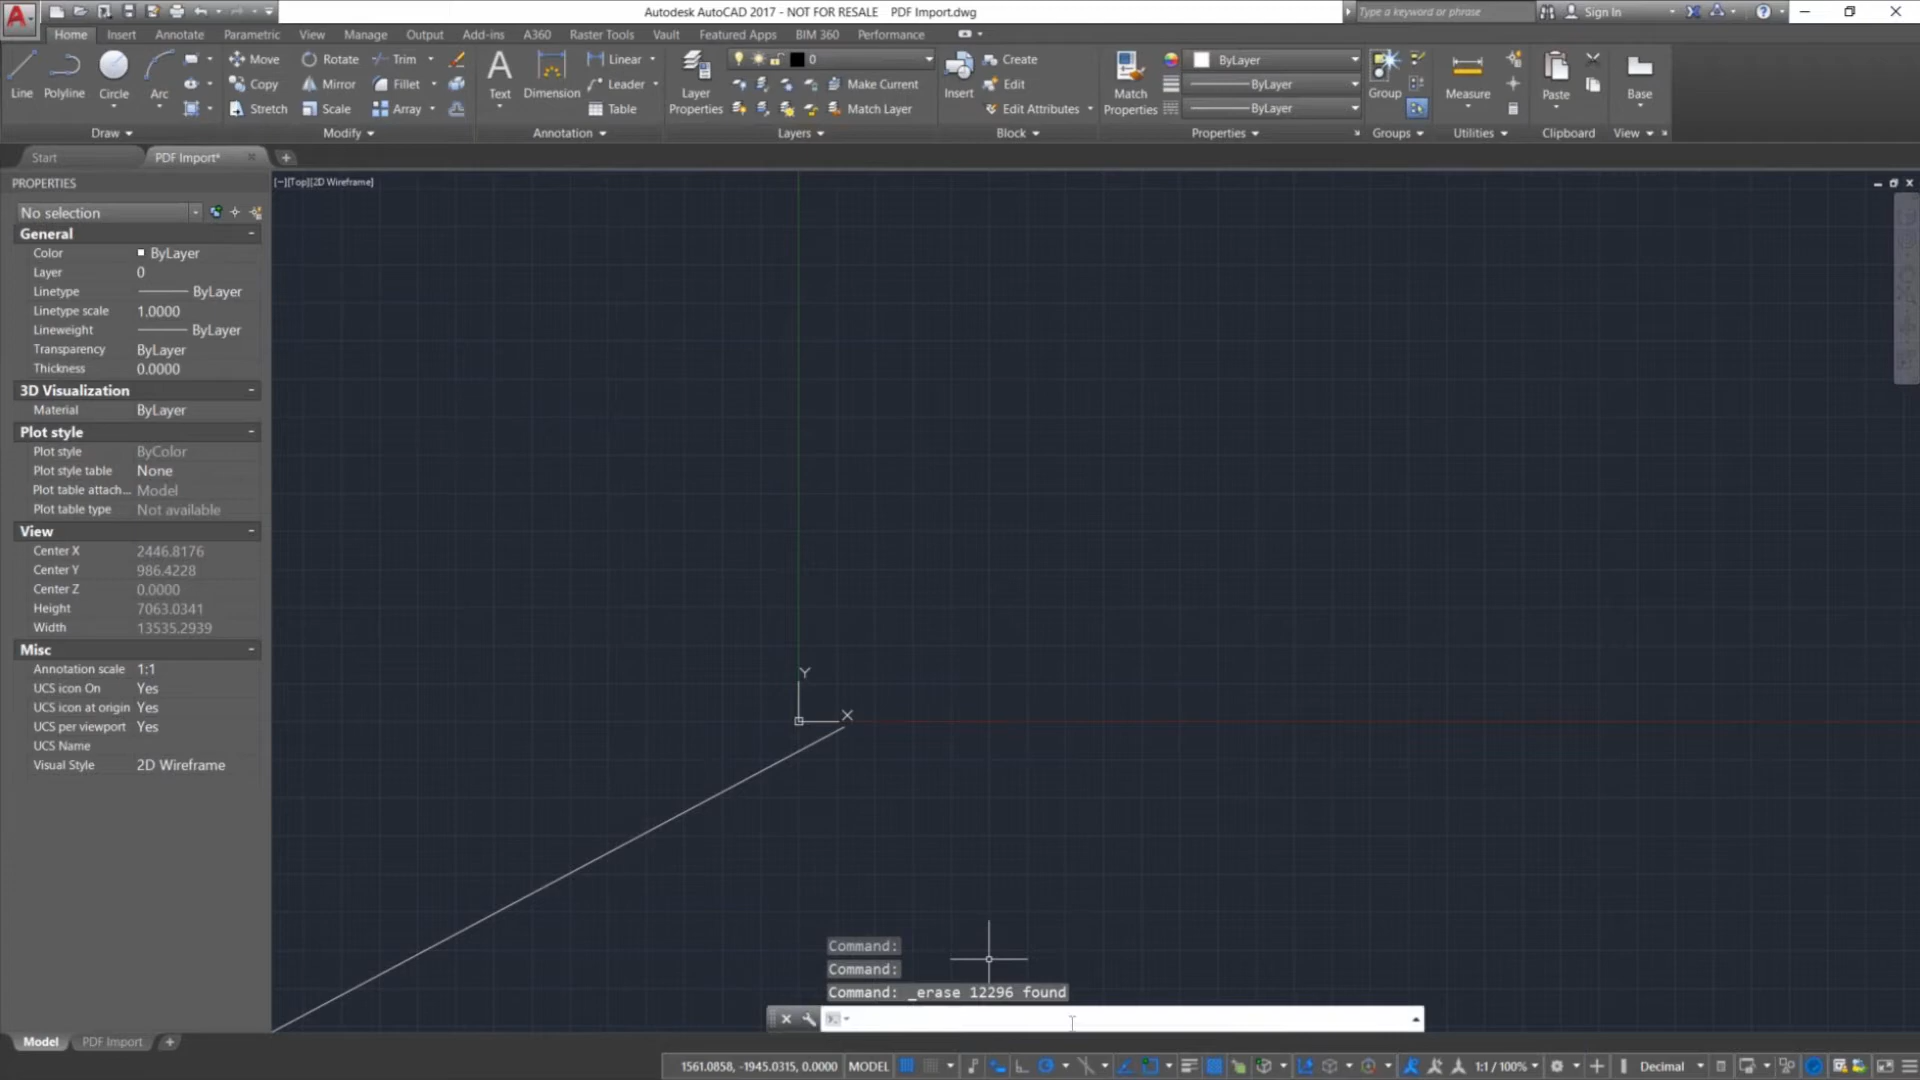 Autodesk AutoCAD 2017 - NOT FOR RESALE PDF Import.dwg
Type a keyword or phrase
Sign In
Home Insert Annotate Parametric View Manage Output Add-ins A360 Raster Tools Vault Featured Apps BIM 360 Performance
Line Polyline Circle Arc
Move Rotate Trim
Copy Mirror Fillet
Stretch Scale Array
Text Dimension
Linear
Leader
Table
Layer Properties
0
Make Current
Match Layer
Insert
Create
Edit
Edit Attributes
Match Properties
ByLayer
ByLayer
ByLayer
Group
Measure
Paste
Base
Draw Modify Annotation Layers Block Properties Groups Utilities Clipboard View
Start PDF Import*
PROPERTIES
[−][Top][2D Wireframe]
No selection
General
Color ByLayer
Layer 0
Linetype ByLayer
Linetype scale 1.0000
Lineweight ByLayer
Transparency ByLayer
Thickness 0.0000
3D Visualization
Material ByLayer
Plot style
Plot style ByColor
Plot style table None
Plot table attach... Model
Plot table type Not available
View
Center X 2446.8176
Center Y 986.4228
Center Z 0.0000
Height 7063.0341
Width 13535.2939
Misc
Annotation scale 1:1
UCS icon On Yes
UCS icon at origin Yes
UCS per viewport Yes
UCS Name
Visual Style 2D Wireframe
Y
X
Command:
Command:
Command: _erase 12296 found
Model PDF Import
1561.0858, -1945.0315, 0.0000 MODEL 1:1 / 100% Decimal